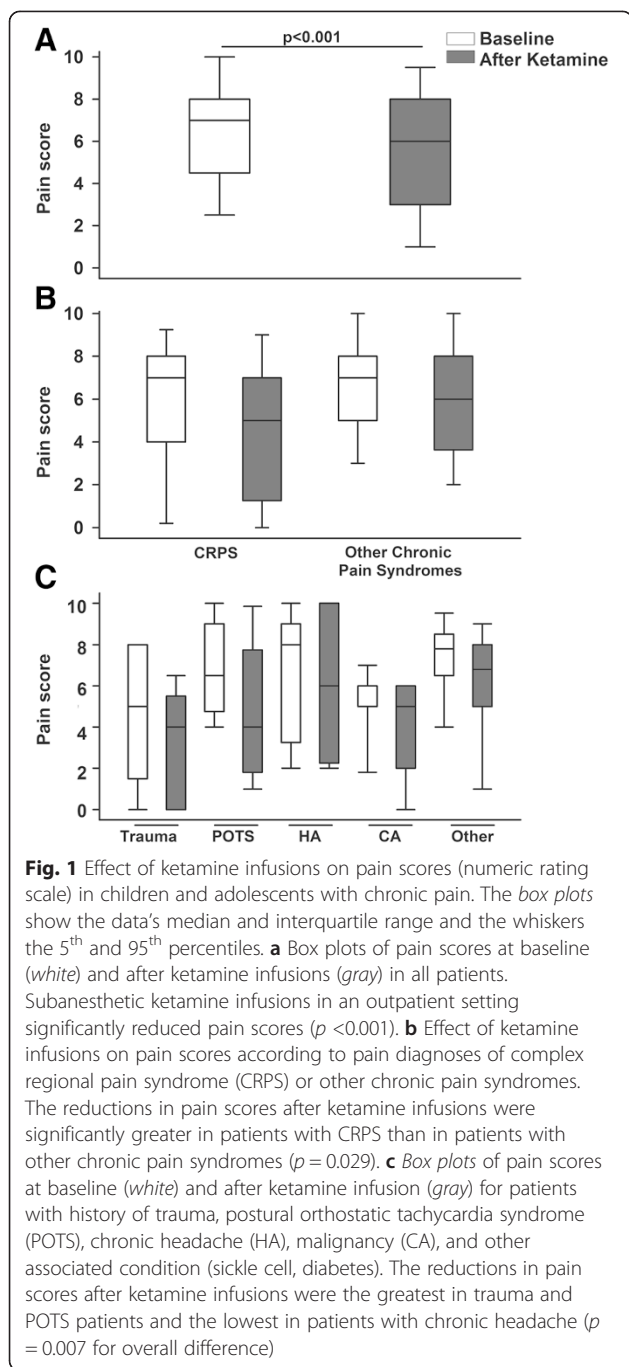 A
p<0.001
Baseline
After Ketamine
10
8
6
4
2
0
Pain score
B
10
8
6
4
2
0
Pain score
CRPS
Other Chronic
Pain Syndromes
C
10
8
6
4
2
0
Pain score
Trauma POTS HA CA Other
Fig. 1 Effect of ketamine infusions on pain scores (numeric rating
scale) in children and adolescents with chronic pain. The box plots
show the data's median and interquartile range and the whiskers
the 5th and 95th percentiles. a Box plots of pain scores at baseline
(white) and after ketamine infusions (gray) in all patients.
Subanesthetic ketamine infusions in an outpatient setting
significantly reduced pain scores (p <0.001). b Effect of ketamine
infusions on pain scores according to pain diagnoses of complex
regional pain syndrome (CRPS) or other chronic pain syndromes.
The reductions in pain scores after ketamine infusions were
significantly greater in patients with CRPS than in patients with
other chronic pain syndromes (p = 0.029). c Box plots of pain scores
at baseline (white) and after ketamine infusion (gray) for patients
with history of trauma, postural orthostatic tachycardia syndrome
(POTS), chronic headache (HA), malignancy (CA), and other
associated condition (sickle cell, diabetes). The reductions in pain
scores after ketamine infusions were the greatest in trauma and
POTS patients and the lowest in patients with chronic headache (p
= 0.007 for overall difference)